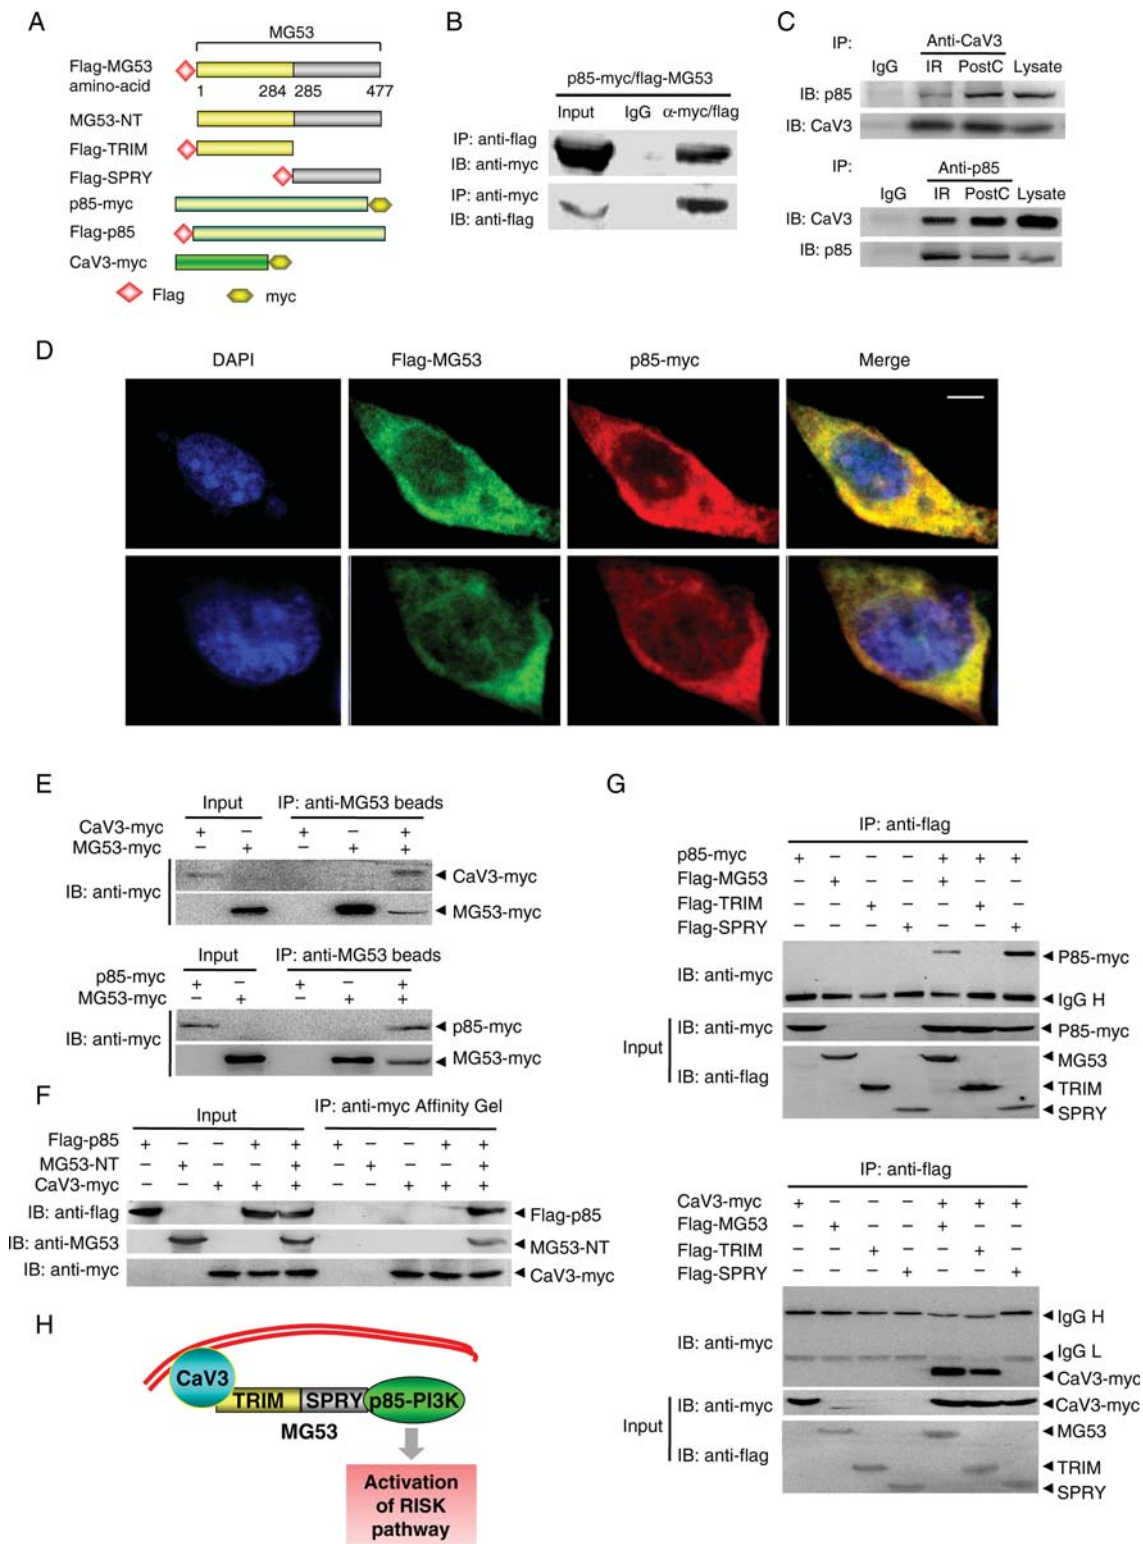 A
MG53
Flag-MG53
amino-acid
1 284 285 477
MG53-NT
Flag-TRIM
Flag-SPRY
p85-myc
Flag-p85
CaV3-myc
Flag myc
B
p85-myc/flag-MG53
Input IgG α-myc/flag
IP: anti-flag
IB: anti-myc
IP: anti-myc
IB: anti-flag
C
IP: Anti-CaV3
IgG IR PostC Lysate
IB: p85
IB: CaV3
IP: Anti-p85
IgG IR PostC Lysate
IB: CaV3
IB: p85
D
DAPI Flag-MG53 p85-myc Merge
E
Input IP: anti-MG53 beads
CaV3-myc + – + – +
MG53-myc – + – + +
IB: anti-myc
CaV3-myc
MG53-myc
Input IP: anti-MG53 beads
p85-myc + – + – +
MG53-myc – + – + +
IB: anti-myc
p85-myc
MG53-myc
F
Input IP: anti-myc Affinity Gel
Flag-p85 + – – + + + – – + +
MG53-NT – + – – + – + – – +
CaV3-myc – – + + + – – + + +
IB: anti-flag Flag-p85
IB: anti-MG53 MG53-NT
IB: anti-myc CaV3-myc
G
IP: anti-flag
p85-myc + – – – + + +
Flag-MG53 – + – – + – –
Flag-TRIM – – + – – + –
Flag-SPRY – – – + – – +
IB: anti-myc
P85-myc
IgG H
Input
IB: anti-myc P85-myc
IB: anti-flag
MG53
TRIM
SPRY
IP: anti-flag
CaV3-myc + – – – + + +
Flag-MG53 – + – – + – –
Flag-TRIM – – + – – + –
Flag-SPRY – – – + – – +
IB: anti-myc
IgG H
IgG L
CaV3-myc
Input
IB: anti-myc CaV3-myc
IB: anti-flag
MG53
TRIM
SPRY
H
CaV3
TRIM SPRY p85-PI3K
MG53
Activation
of RISK
pathway